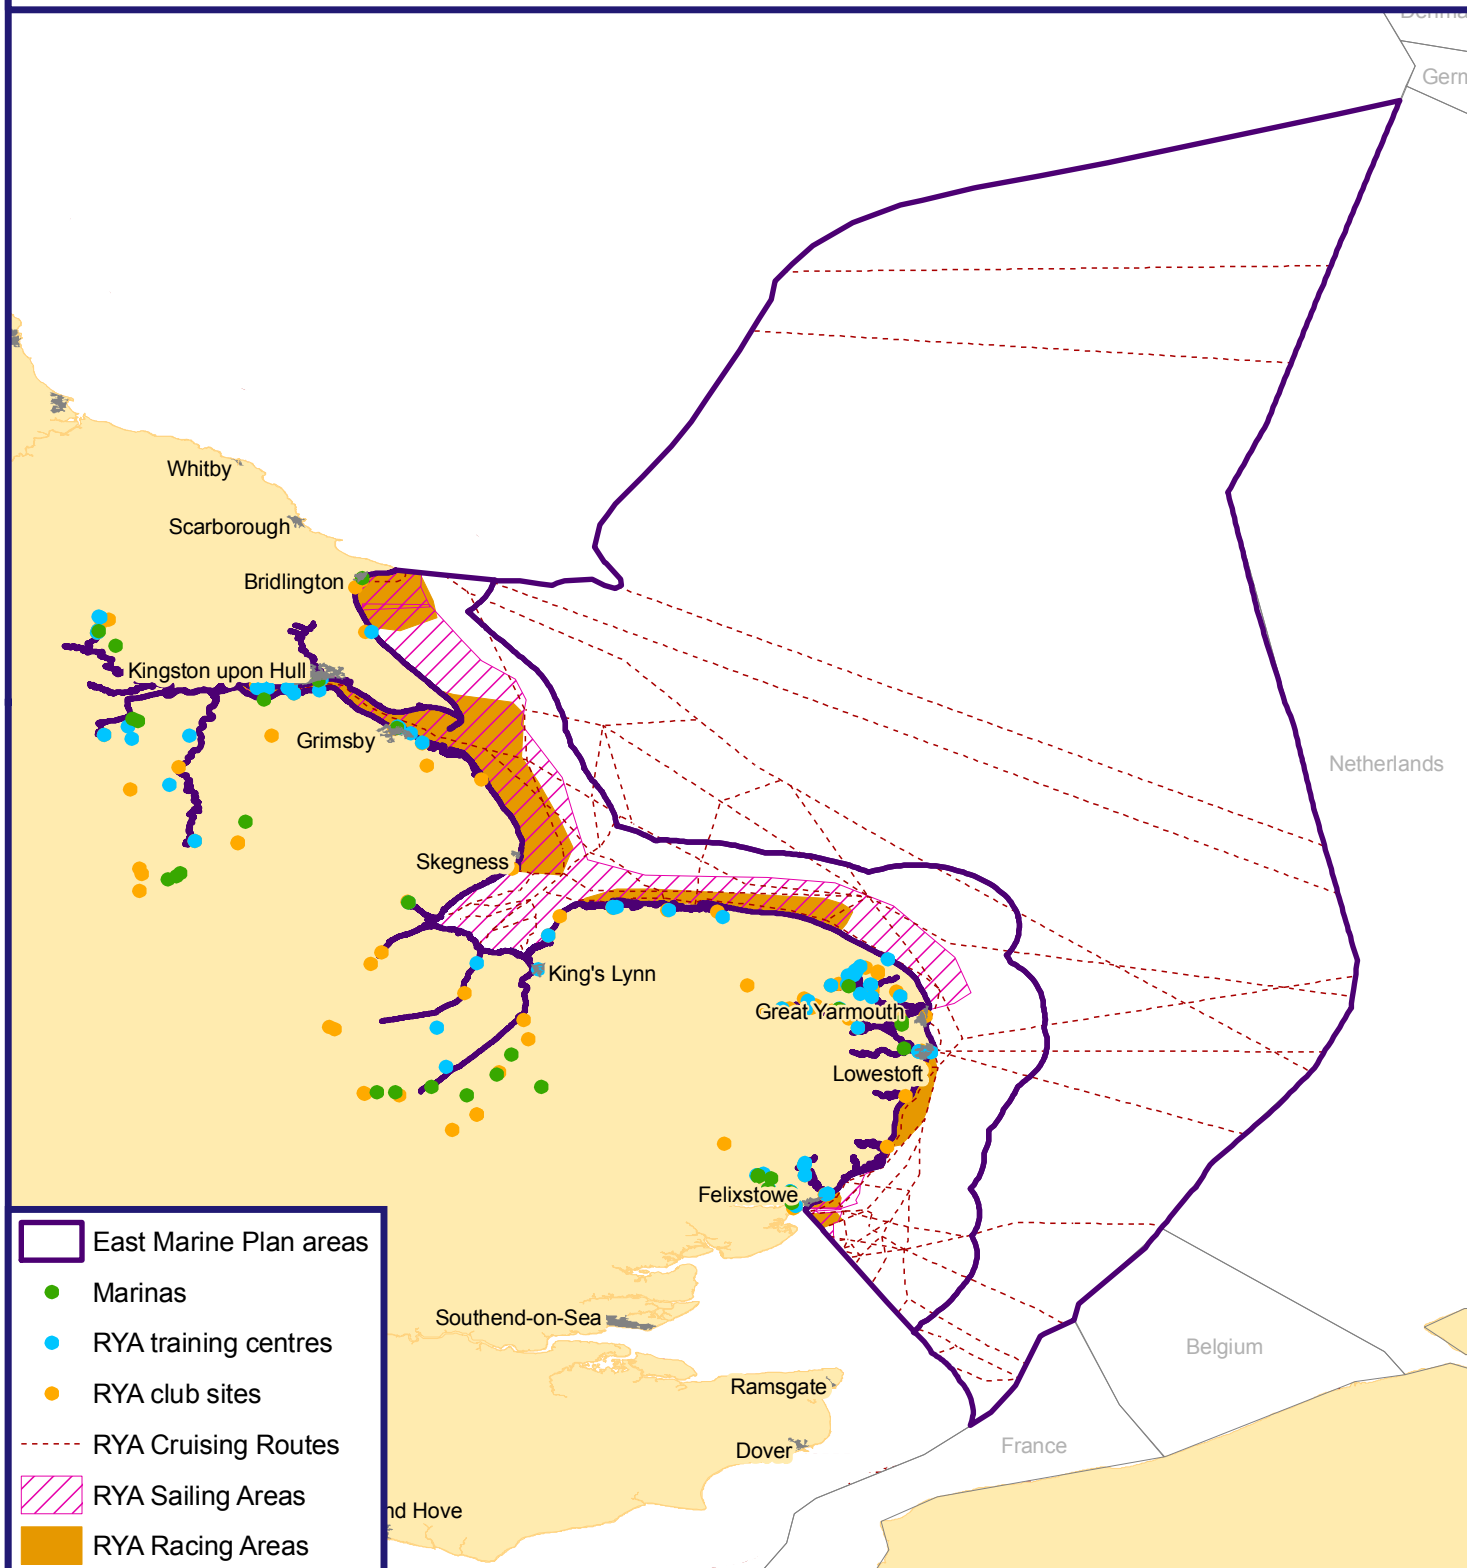 Whitby
Scarborough
Bridlington
Kingston upon Hull
Grimsby
Netherlands
Skegness
King's Lynn
Great Yarmouth
Lowestoft
Felixstowe
Southend-on-Sea
Belgium
Ramsgate
France
Dover
Hove
East Marine Plan areas
Marinas
RYA training centres
RYA club sites
RYA Cruising Routes
RYA Sailing Areas
RYA Racing Areas